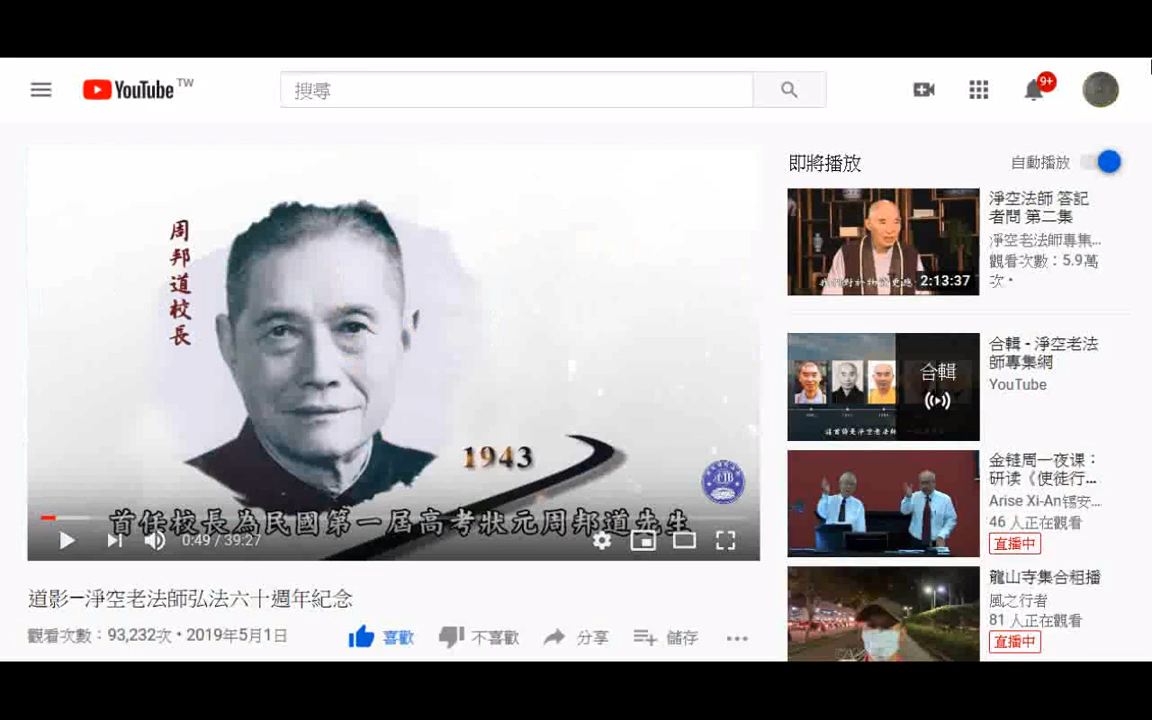 YouTube TW
搜尋
9+
周邦道校長
1943
首任校長為民國第一屆高考狀元周邦道先生
0:49 / 39:27
道影—淨空老法師弘法六十週年紀念
觀看次數：93,232次 • 2019年5月1日
喜歡
不喜歡
分享
儲存
即將播放
自動播放
2:13:37
淨空法師 答記
者問 第二集
淨空老法師專集...
觀看次數：5.9萬
次 •
合輯
合輯 - 淨空老法
師專集網
YouTube
金链周一夜课：
研读《使徒行...
Arise Xi-An锡安...
46 人正在觀看
直播中
龍山寺集合粗播
風之行者
81 人正在觀看
直播中